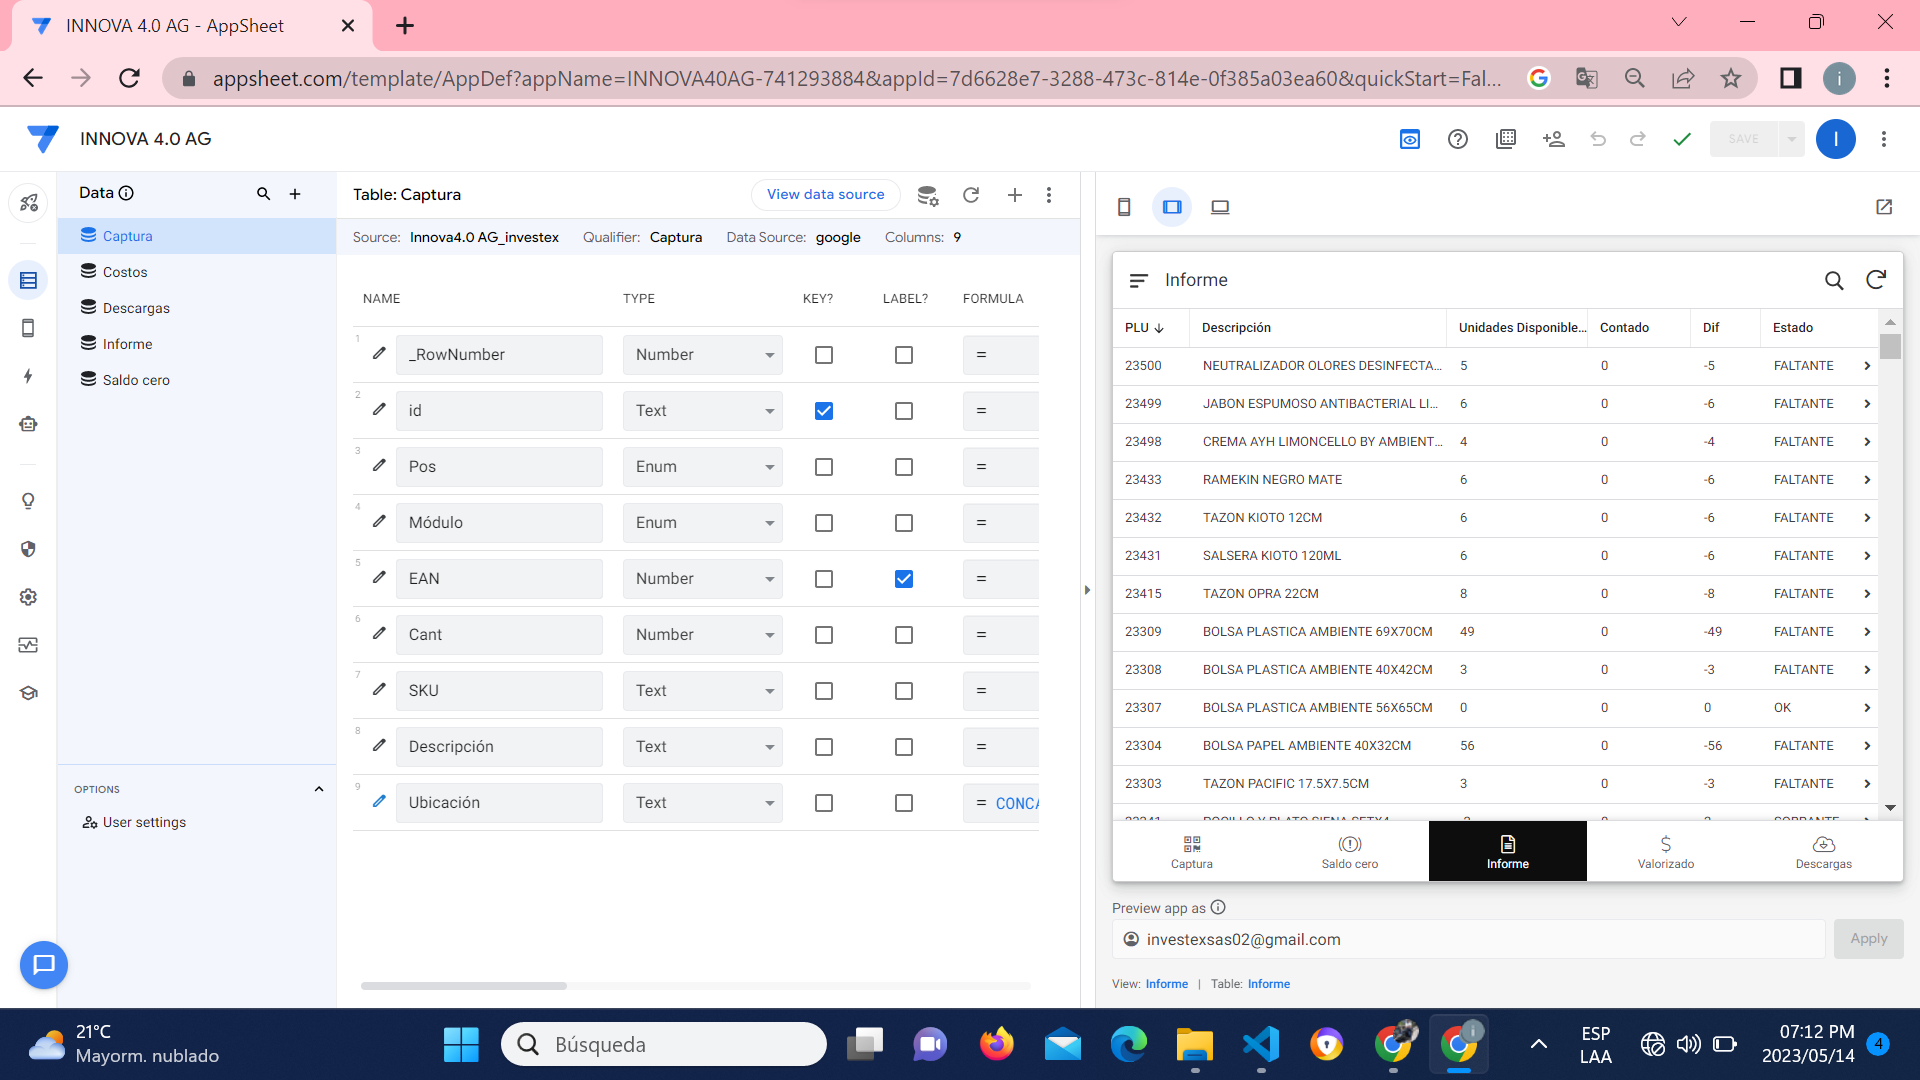 INNOVA 4.0 AG - AppSheet
appsheet.com/template/AppDef?appName=INNOVA40AG-741293884&appId=7d6628e7-3288-473c-814e-0f385a03ea60&quickStart=Fal...
i
INNOVA 4.0 AG
SAVE
I
Data
Captura
Costos
Descargas
Informe
Saldo cero
OPTIONS
User settings
Table: Captura
View data source
Source: Innova4.0 AG_investex Qualifier: Captura Data Source: google Columns: 9
NAME TYPE KEY? LABEL? FORMULA
1 _RowNumber Number =
2 id Text =
3 Pos Enum =
4 Módulo Enum =
5 EAN Number =
6 Cant Number =
7 SKU Text =
8 Descripción Text =
9 Ubicación Text = CONCA
Informe
PLU Descripción Unidades Disponible... Contado Dif Estado
23500 NEUTRALIZADOR OLORES DESINFECTA... 5 0 -5 FALTANTE
23499 JABON ESPUMOSO ANTIBACTERIAL LI... 6 0 -6 FALTANTE
23498 CREMA AYH LIMONCELLO BY AMBIENT... 4 0 -4 FALTANTE
23433 RAMEKIN NEGRO MATE 6 0 -6 FALTANTE
23432 TAZON KIOTO 12CM 6 0 -6 FALTANTE
23431 SALSERA KIOTO 120ML 6 0 -6 FALTANTE
23415 TAZON OPRA 22CM 8 0 -8 FALTANTE
23309 BOLSA PLASTICA AMBIENTE 69X70CM 49 0 -49 FALTANTE
23308 BOLSA PLASTICA AMBIENTE 40X42CM 3 0 -3 FALTANTE
23307 BOLSA PLASTICA AMBIENTE 56X65CM 0 0 0 OK
23304 BOLSA PAPEL AMBIENTE 40X32CM 56 0 -56 FALTANTE
23303 TAZON PACIFIC 17.5X7.5CM 3 0 -3 FALTANTE
Captura Saldo cero Informe Valorizado Descargas
Preview app as
investexsas02@gmail.com
Apply
View: Informe | Table: Informe
21°C
Mayorm. nublado
Búsqueda
ESP
LAA
07:12 PM
2023/05/14
4